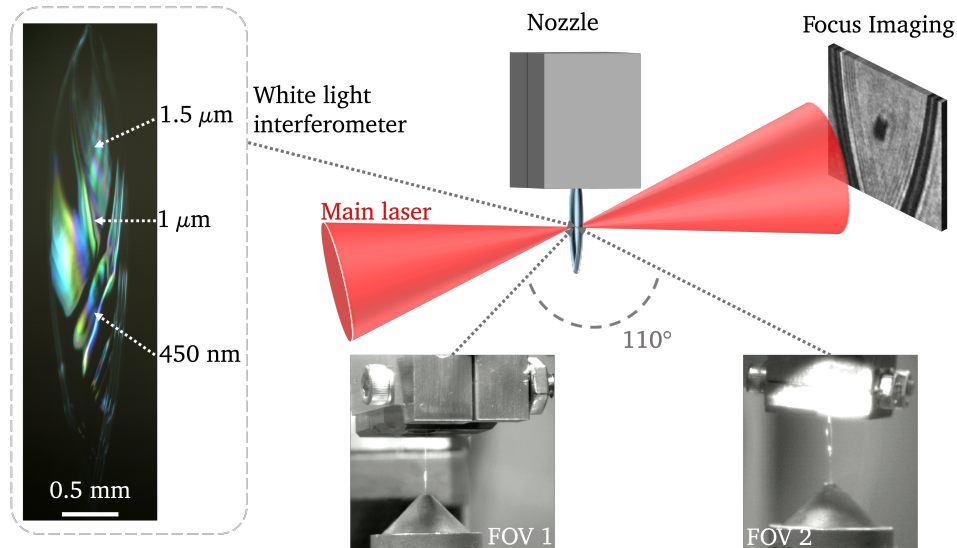 Nozzle
Focus Imaging
White light
interferometer
1.5 μm
1 μm
450 nm
0.5 mm
Main laser
110°
FOV 1
FOV 2